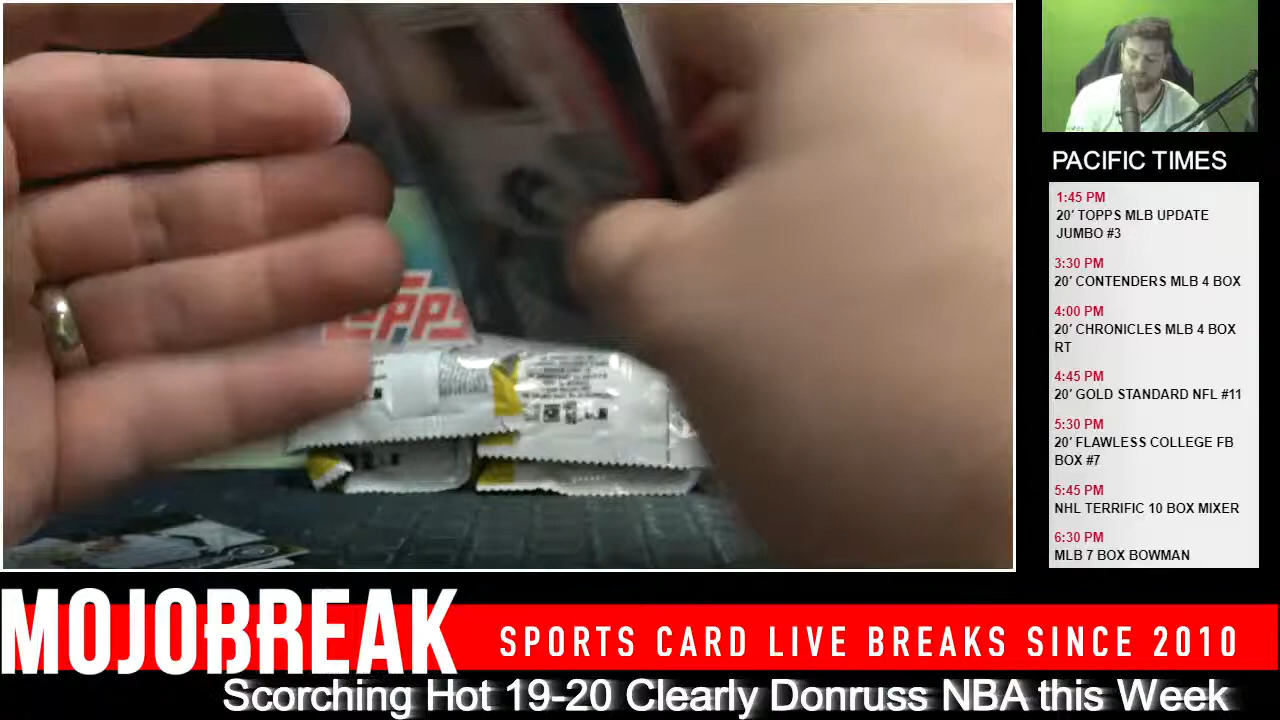 TOPPS
PACIFIC TIMES
1:45 PM
20' TOPPS MLB UPDATE
JUMBO #3
3:30 PM
20' CONTENDERS MLB 4 BOX
4:00 PM
20' CHRONICLES MLB 4 BOX
RT
4:45 PM
20' GOLD STANDARD NFL #11
5:30 PM
20' FLAWLESS COLLEGE FB
BOX #7
5:45 PM
NHL TERRIFIC 10 BOX MIXER
6:30 PM
MLB 7 BOX BOWMAN
MOJOBREAK
SPORTS CARD LIVE BREAKS SINCE 2010
Scorching Hot 19-20 Clearly Donruss NBA this Week